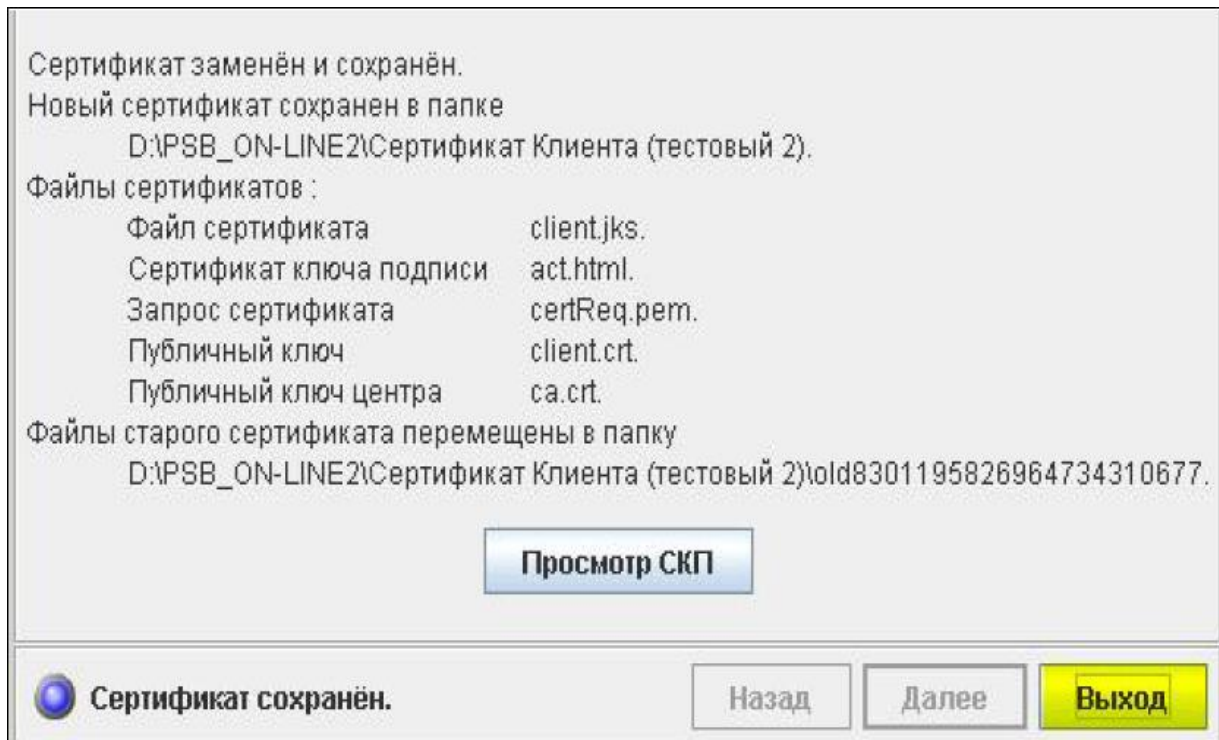 Сертификат заменён и сохранён.
Новый сертификат сохранен в папке
D:\PSB_ON-LINE2\Сертификат Клиента (тестовый 2).
Файлы сертификатов :
Файл сертификата client.jks.
Сертификат ключа подписи act.html.
Запрос сертификата certReq.pem.
Публичный ключ client.crt.
Публичный ключ центра ca.crt.
Файлы старого сертификата перемещены в папку
D:\PSB_ON-LINE2\Сертификат Клиента (тестовый 2)\old8301195826964734310677.
Просмотр СКП
Сертификат сохранён. Назад Далее Выход